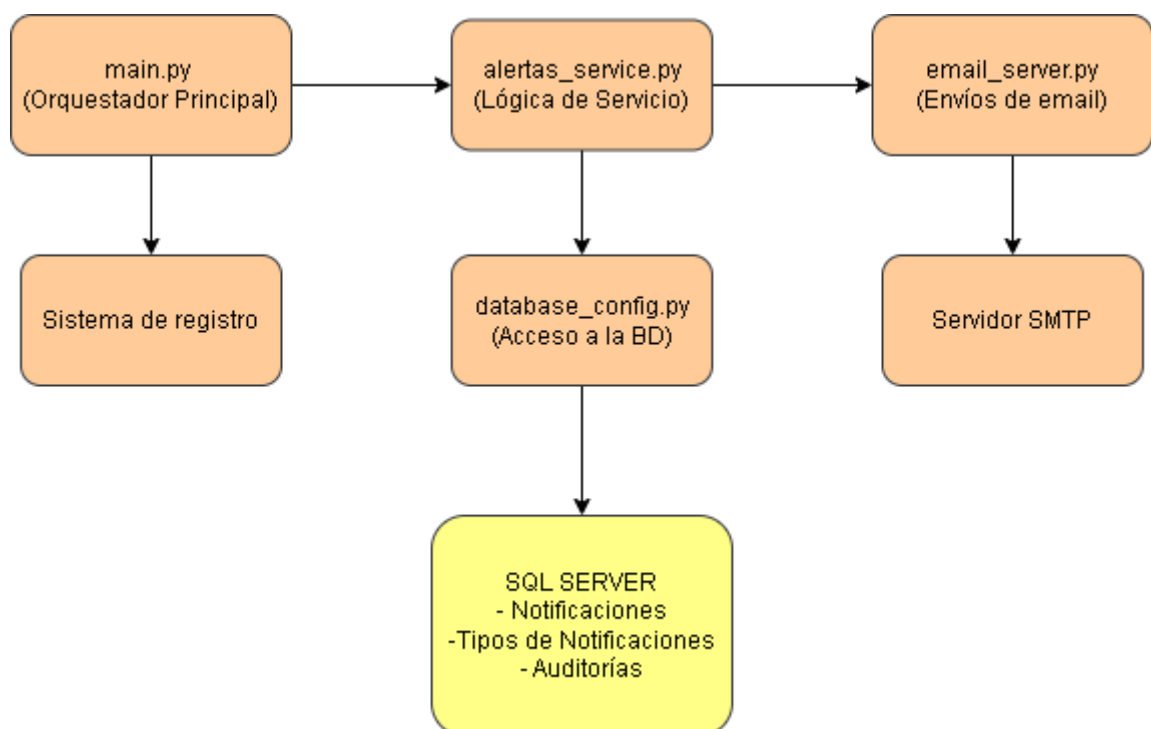 main.py
(Orquestador Principal)
alertas_service.py
(Lógica de Servicio)
email_server.py
(Envíos de email)
Sistema de registro
database_config.py
(Acceso a la BD)
Servidor SMTP
SQL SERVER
- Notificaciones
-Tipos de Notificaciones
- Auditorías